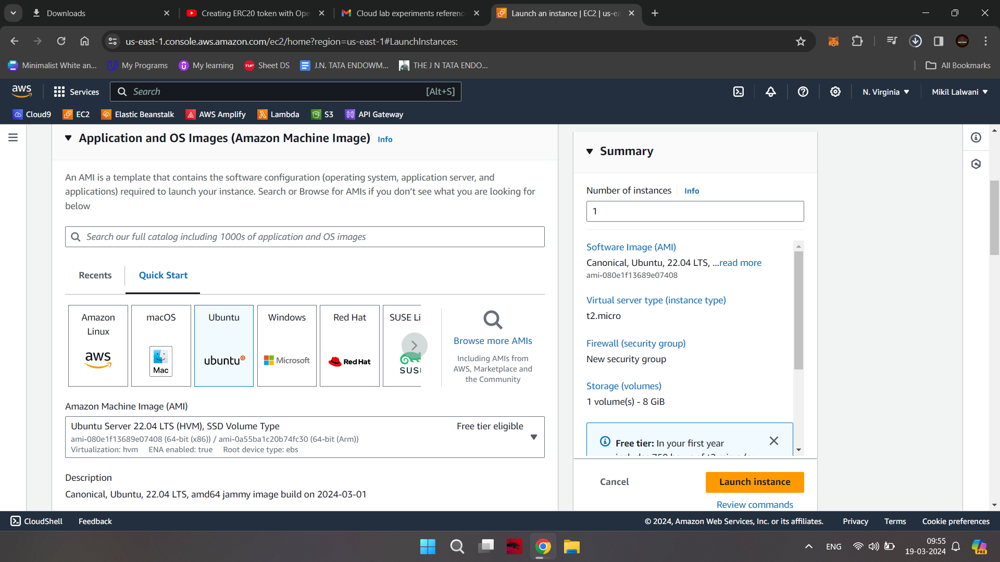 Downloads
Creating ERC20 token with Ope
Cloud lab experiments referenc
Launch an instance | EC2 | us-ea
us-east-1.console.aws.amazon.com/ec2/home?region=us-east-1#LaunchInstances:
Minimalist White an...
My Programs
My learning
TUF
Sheet DS
J.N. TATA ENDOWM...
THE J N TATA ENDO...
All Bookmarks
aws
Services
Search
[Alt+S]
N. Virginia
Mikil Lalwani
Cloud9
EC2
Elastic Beanstalk
AWS Amplify
Lambda
S3
API Gateway
Application and OS Images (Amazon Machine Image) Info
An AMI is a template that contains the software configuration (operating system, application server, and
applications) required to launch your instance. Search or Browse for AMIs if you don’t see what you are looking for
below
Search our full catalog including 1000s of application and OS images
Recents
Quick Start
Amazon
Linux
aws
macOS
Mac
Ubuntu
ubuntu
Windows
Microsoft
Red Hat
Red Hat
SUSE Li
SUS
Browse more AMIs
Including AMIs from
AWS, Marketplace and
the Community
Amazon Machine Image (AMI)
Ubuntu Server 22.04 LTS (HVM), SSD Volume Type
Free tier eligible
ami-080e1f13689e07408 (64-bit (x86)) / ami-0a55ba1c20b74fc30 (64-bit (Arm))
Virtualization: hvm ENA enabled: true Root device type: ebs
Description
Canonical, Ubuntu, 22.04 LTS, amd64 jammy image build on 2024-03-01
Summary
Number of instances Info
1
Software Image (AMI)
Canonical, Ubuntu, 22.04 LTS, ...read more
ami-080e1f13689e07408
Virtual server type (instance type)
t2.micro
Firewall (security group)
New security group
Storage (volumes)
1 volume(s) - 8 GiB
Free tier: In your first year
includes 750 hours of t2.micro (or
Cancel
Launch instance
Review commands
CloudShell
Feedback
© 2024, Amazon Web Services, Inc. or its affiliates.
Privacy
Terms
Cookie preferences
ENG
09:55
19-03-2024
PRE